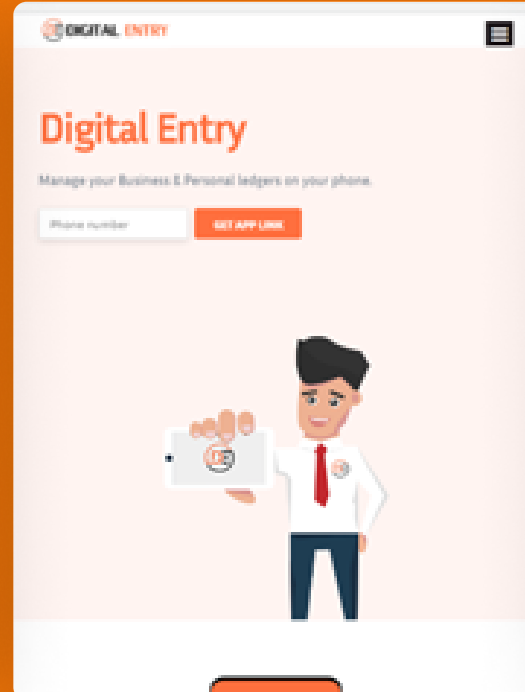 DIGITAL ENTRY
Digital Entry
Manage your Business & Personal ledgers on your phone.
Phone number
GET APP LINK